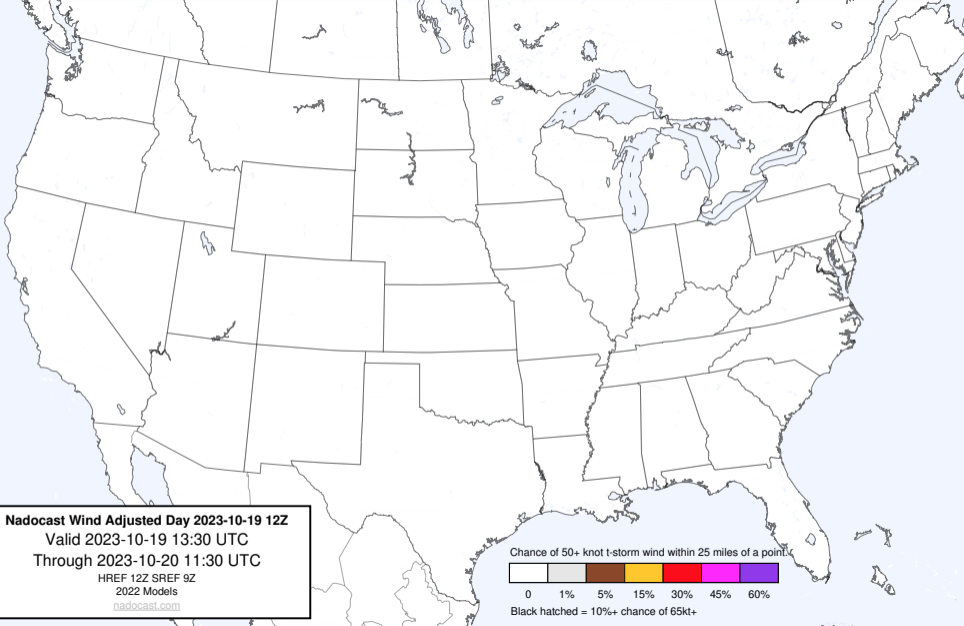 Nadocast Wind Adjusted Day 2023-10-19 12Z
Valid 2023-10-19 13:30 UTC
Through 2023-10-20 11:30 UTC
HREF 12Z SREF 9Z
2022 Models
nadocast.com
Chance of 50+ knot t-storm wind within 25 miles of a point.
0 1% 5% 15% 30% 45% 60%
Black hatched = 10%+ chance of 65kt+